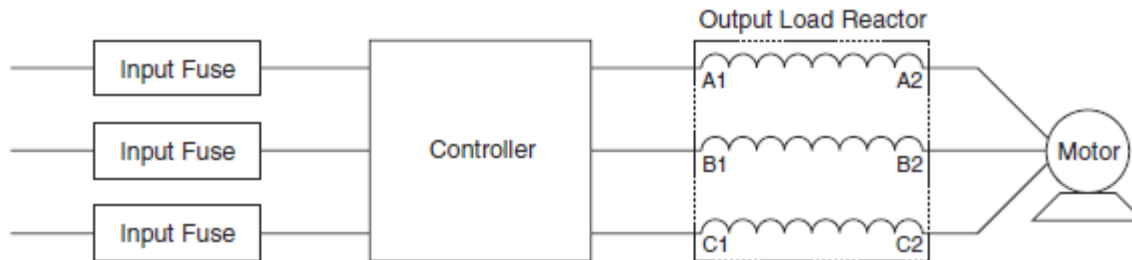 Output Load Reactor
Input Fuse
A1
A2
Input Fuse
Controller
B1
B2
Motor
Input Fuse
C1
C2